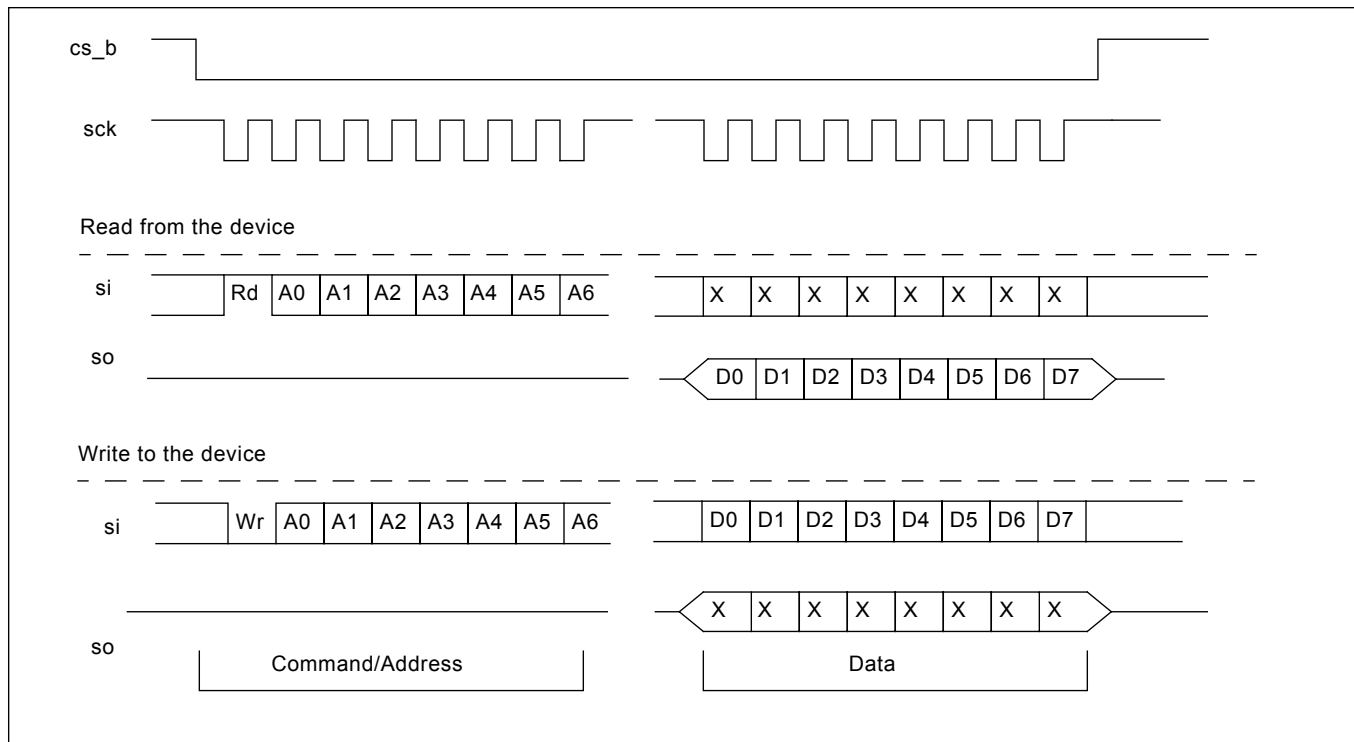 cs_b
sck
Read from the device
si Rd A0 A1 A2 A3 A4 A5 A6 X X X X X X X X
so D0 D1 D2 D3 D4 D5 D6 D7
Write to the device
si Wr A0 A1 A2 A3 A4 A5 A6 D0 D1 D2 D3 D4 D5 D6 D7
X X X X X X X X
so
Command/Address Data